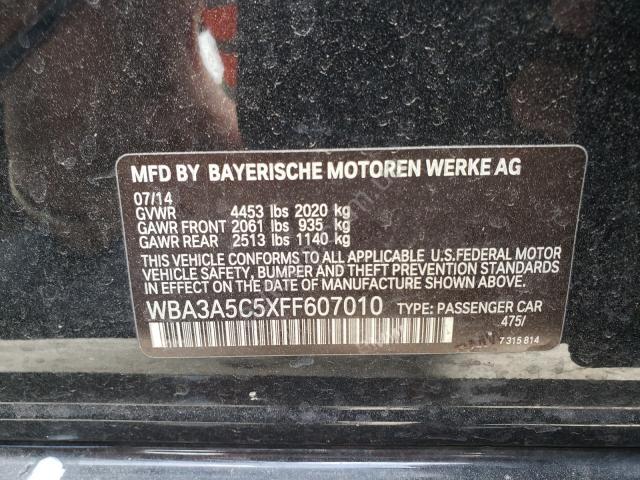 MFD BY BAYERISCHE MOTOREN WERKE AG
07/14
GVWR 4453 lbs 2020 kg
GAWR FRONT 2061 lbs 935 kg
GAWR REAR 2513 lbs 1140 kg
THIS VEHICLE CONFORMS TO ALL APPLICABLE U.S.FEDERAL MOTOR
VEHICLE SAFETY, BUMPER AND THEFT PREVENTION STANDARDS
IN EFFECT ON THE DATE OF MANUFACTURE SHOWN ABOVE.
WBA3A5C5XFF607010 TYPE: PASSENGER CAR
475/
7 315 814